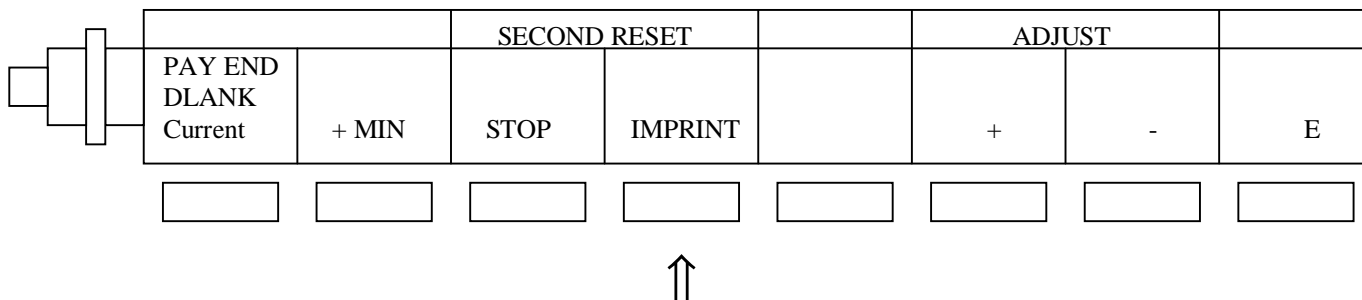 SECOND RESET ADJUST
PAY END
DLANK
Current + MIN STOP IMPRINT + - E